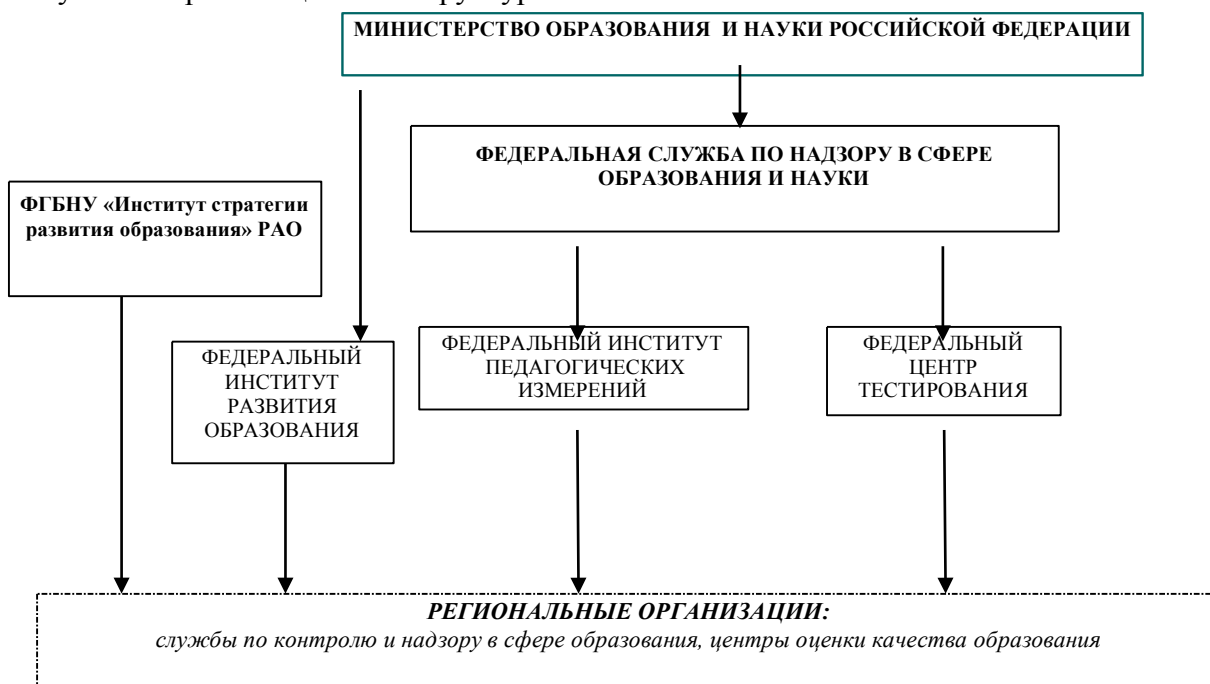 МИНИСТЕРСТВО ОБРАЗОВАНИЯ И НАУКИ РОССИЙСКОЙ ФЕДЕРАЦИИ
ФЕДЕРАЛЬНАЯ СЛУЖБА ПО НАДЗОРУ В СФЕРЕ
ОБРАЗОВАНИЯ И НАУКИ
ФГБНУ «Институт стратегии
развития образования» РАО
ФЕДЕРАЛЬНЫЙ
ИНСТИТУТ
РАЗВИТИЯ
ОБРАЗОВАНИЯ
ФЕДЕРАЛЬНЫЙ ИНСТИТУТ
ПЕДАГОГИЧЕСКИХ
ИЗМЕРЕНИЙ
ФЕДЕРАЛЬНЫЙ
ЦЕНТР
ТЕСТИРОВАНИЯ
РЕГИОНАЛЬНЫЕ ОРГАНИЗАЦИИ:
службы по контролю и надзору в сфере образования, центры оценки качества образования